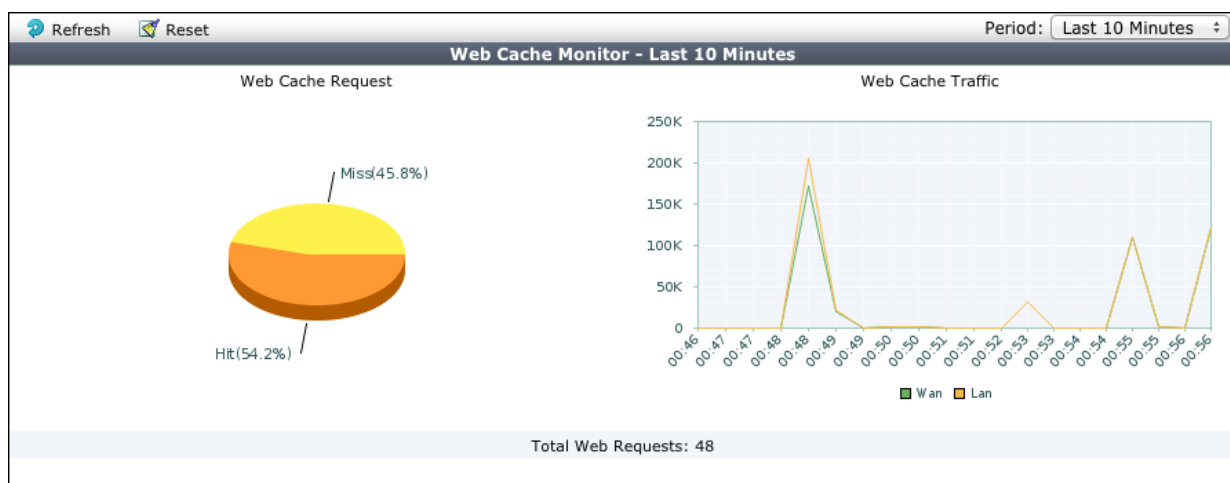 Refresh Reset Period: Last 10 Minutes
Web Cache Monitor - Last 10 Minutes
Web Cache Request
Miss(45.8%)
Hit(54.2%)
Web Cache Traffic
250K
200K
150K
100K
50K
0
00:46 00:47 00:47 00:48 00:48 00:49 00:49 00:50 00:50 00:51 00:51 00:52 00:53 00:53 00:54 00:54 00:55 00:55 00:56 00:56
Wan Lan
Total Web Requests: 48